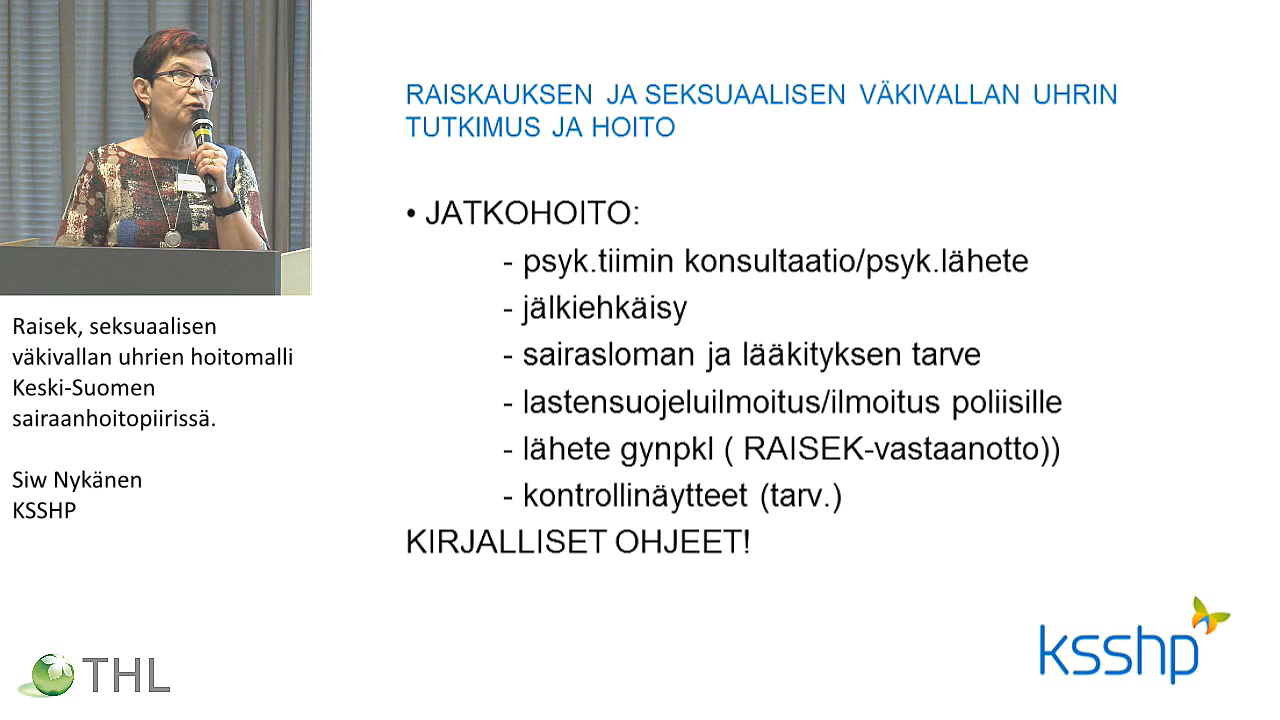 RAISKAUKSEN JA SEKSUAALISEN VÄKIVALLAN UHRIN
TUTKIMUS JA HOITO
• JATKOHOITO:
- psyk.tiimin konsultaatio/psyk.lähete
- jälkiehkäisy
- sairasloman ja lääkityksen tarve
- lastensuojeluilmoitus/ilmoitus poliisille
- lähete gynpkl ( RAISEK-vastaanotto))
- kontrollinäytteet (tarv.)
KIRJALLISET OHJEET!
Raisek, seksuaalisen
väkivallan uhrien hoitomalli
Keski-Suomen
sairaanhoitopiirissä.
Siw Nykänen
KSSHP
THL
ksshp